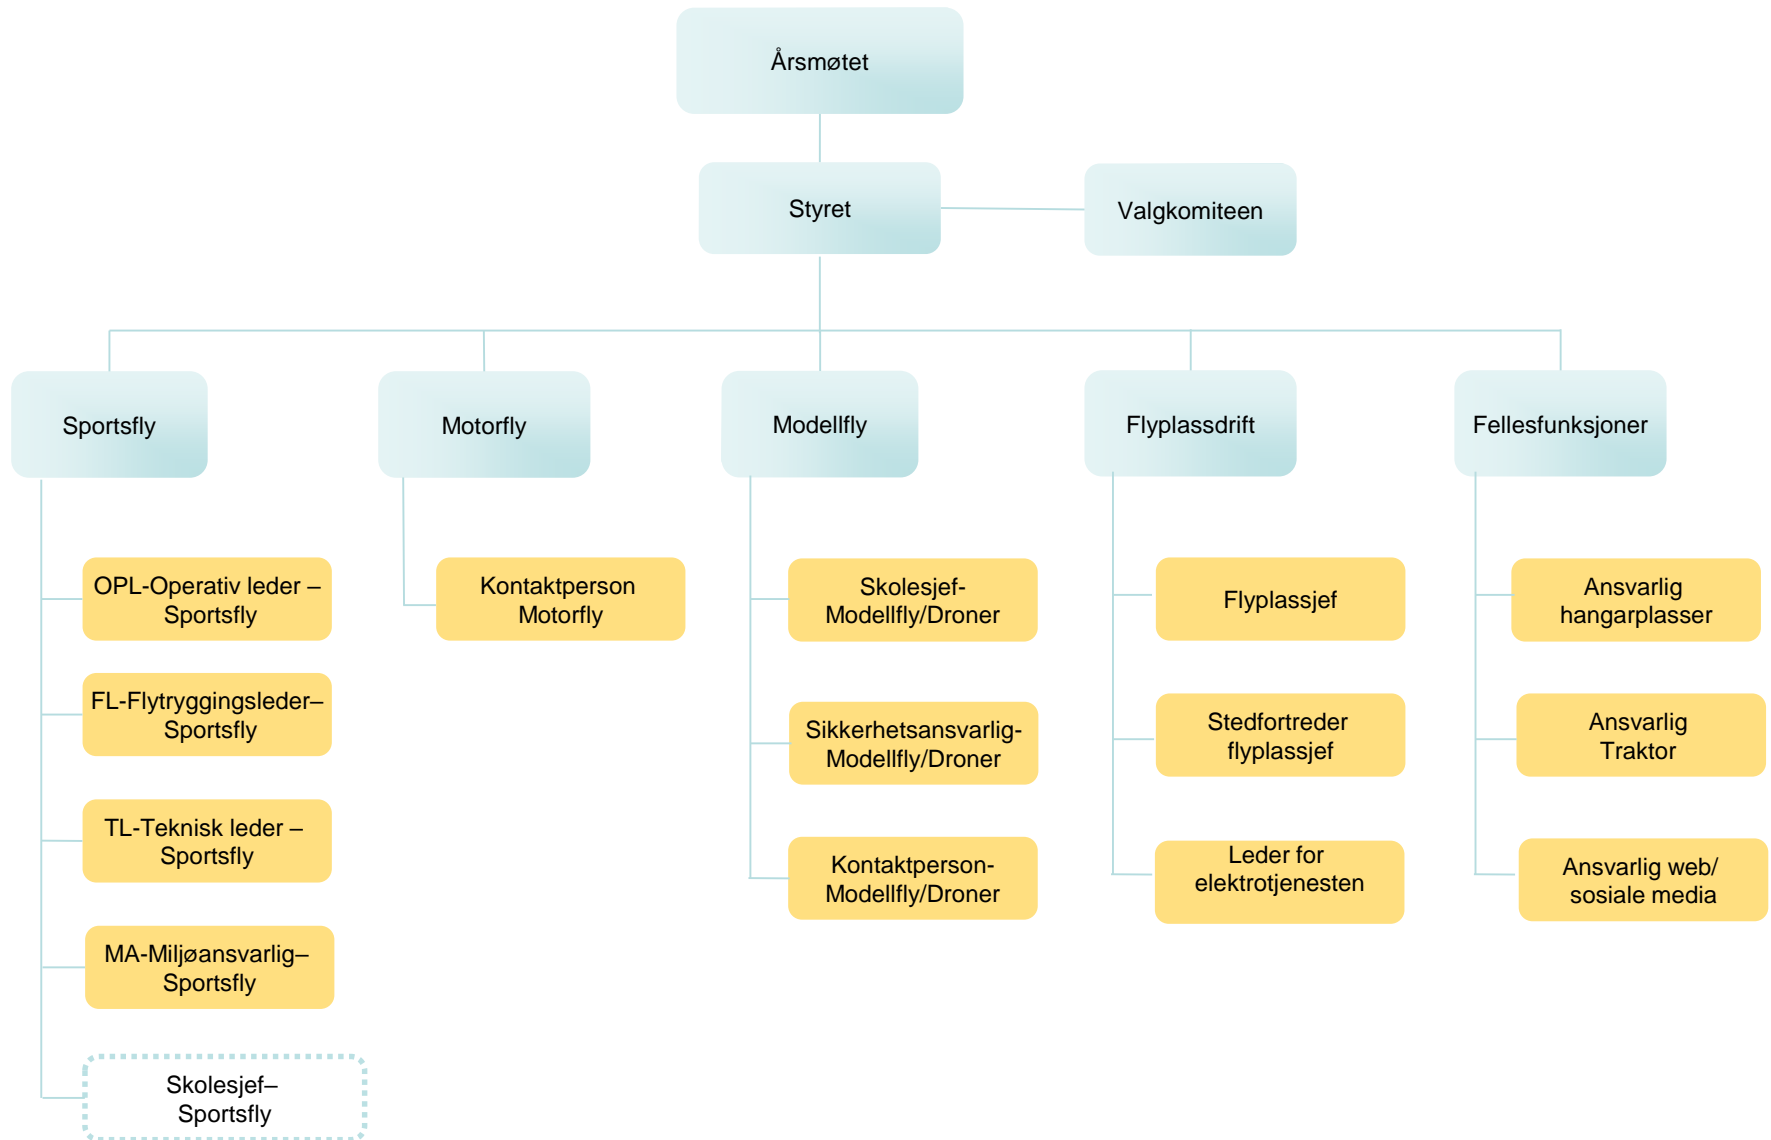 Årsmøtet
Styret
Valgkomiteen
Sportsfly
Motorfly
Modellfly
Flyplassdrift
Fellesfunksjoner
OPL-Operativ leder –
Sportsfly
FL-Flytryggingsleder–
Sportsfly
TL-Teknisk leder –
Sportsfly
MA-Miljøansvarlig–
Sportsfly
Skolesjef–
Sportsfly
Kontaktperson
Motorfly
Skolesjef-
Modellfly/Droner
Sikkerhetsansvarlig-
Modellfly/Droner
Kontaktperson-
Modellfly/Droner
Flyplassjef
Stedfortreder
flyplassjef
Leder for
elektrotjenesten
Ansvarlig
hangarplasser
Ansvarlig
Traktor
Ansvarlig web/
sosiale media